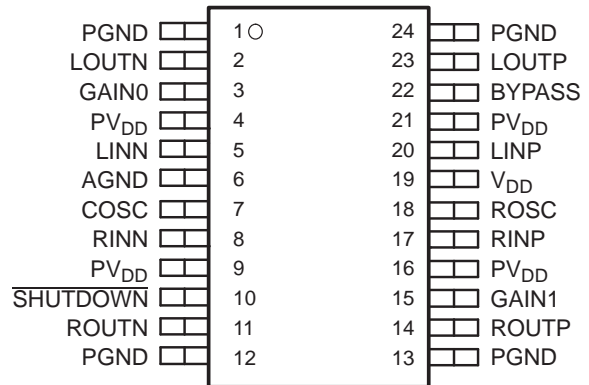 PGND 1 24 PGND
LOUTN 2 23 LOUTP
GAIN0 3 22 BYPASS
PVDD 4 21 PVDD
LINN 5 20 LINP
AGND 6 19 VDD
COSC 7 18 ROSC
RINN 8 17 RINP
PVDD 9 16 PVDD
SHUTDOWN 10 15 GAIN1
ROUTN 11 14 ROUTP
PGND 12 13 PGND